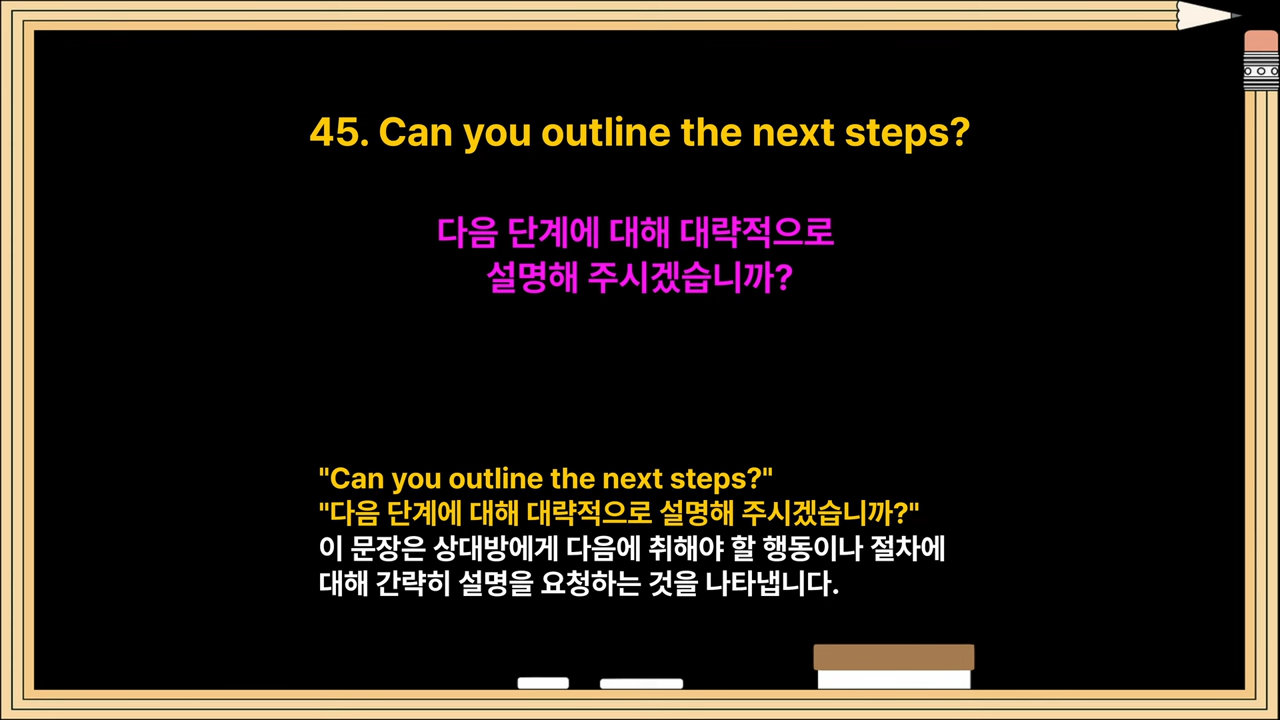 45. Can you outline the next steps?
다음 단계에 대해 대략적으로
설명해 주시겠습니까?
"Can you outline the next steps?"
"다음 단계에 대해 대략적으로 설명해 주시겠습니까?"
이 문장은 상대방에게 다음에 취해야 할 행동이나 절차에
대해 간략히 설명을 요청하는 것을 나타냅니다.